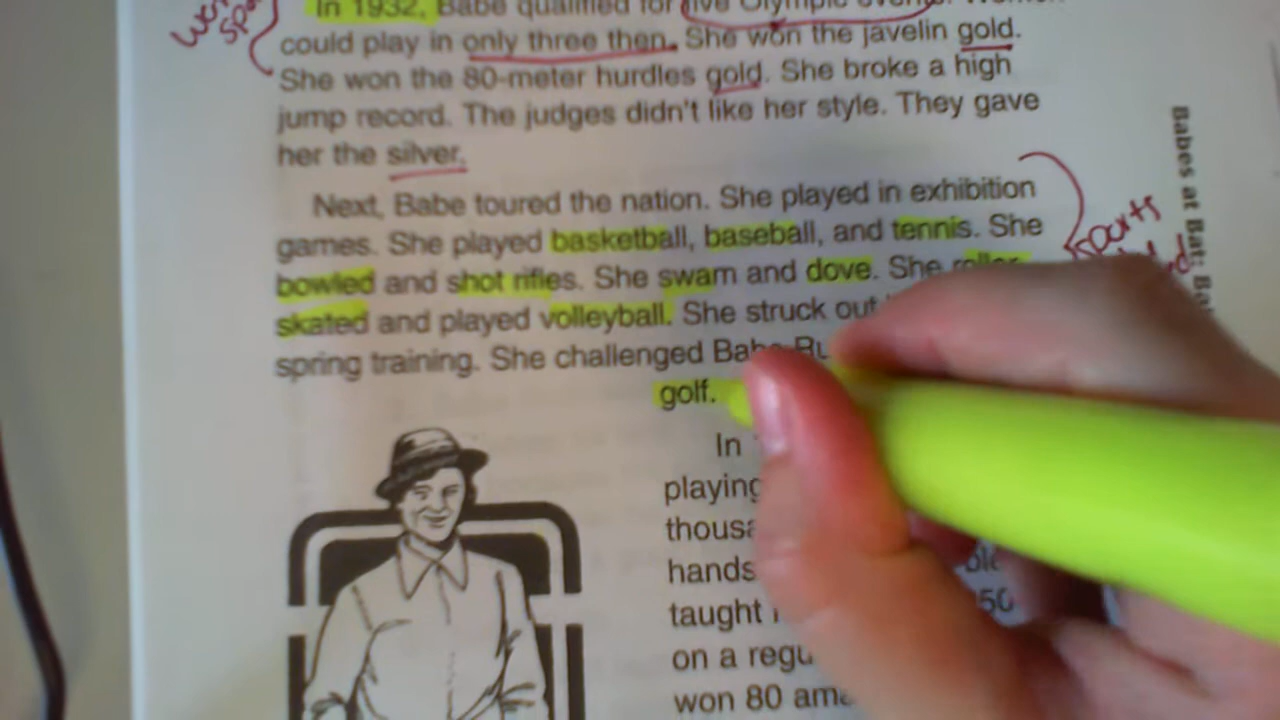 In 1932, Babe qualified for five Olympic events. Women
could play in only three then. She won the javelin gold.
She won the 80-meter hurdles gold. She broke a high
jump record. The judges didn't like her style. They gave
her the silver.
Next, Babe toured the nation. She played in exhibition
games. She played basketball, baseball, and tennis. She
bowled and shot rifles. She swam and dove. She roller
skated and played volleyball. She struck out
spring training. She challenged Babe
golf.
In
playing
hands
taught
on a
won 80
Babes at Bat:
sports